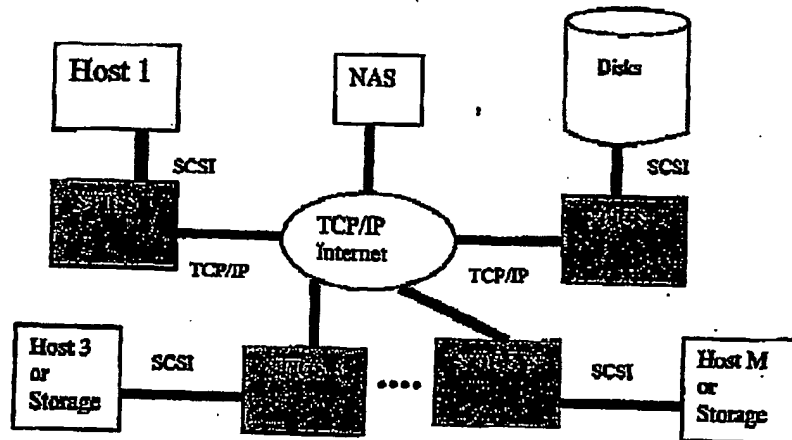 Host 1
NAS
Disks
SCSI
SCSI
TCP/IP
Internet
TCP/IP
TCP/IP
Host 3
or
Storage
SCSI
....
SCSI
Host M
or
Storage